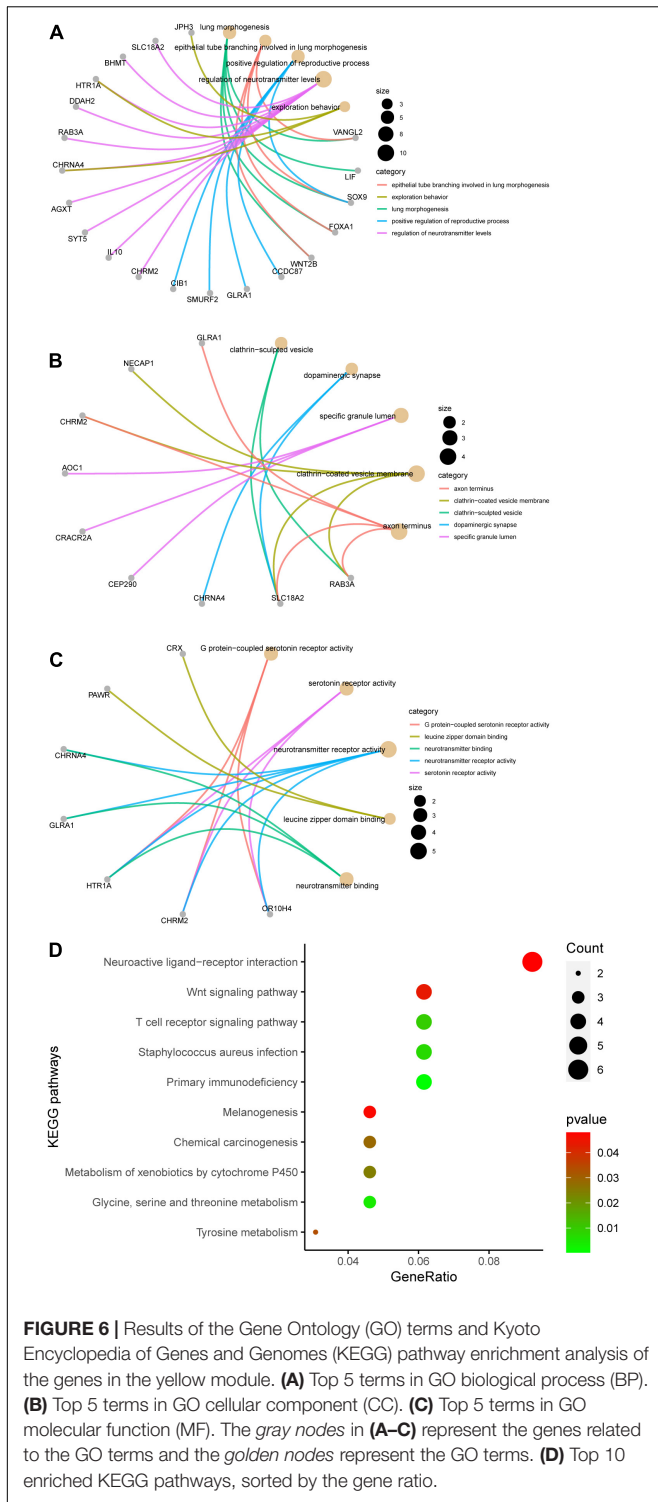 A
JPH3
lung morphogenesis
SLC18A2
epithelial tube branching involved in lung morphogenesis
BHMT
positive regulation of reproductive process
HTR1A
regulation of neurotransmitter levels
DDAH2
exploration behavior
RAB3A
VANGL2
CHRNA4
LIF
AGXT
SOX9
SYT5
FOXA1
IL10
WNT2B
CHRM2
CCDC87
CIB1
GLRA1
SMURF2
size
3
5
8
10
category
epithelial tube branching involved in lung morphogenesis
exploration behavior
lung morphogenesis
positive regulation of reproductive process
regulation of neurotransmitter levels
B
GLRA1
clathrin−sculpted vesicle
NECAP1
dopaminergic synapse
CHRM2
specific granule lumen
AOC1
clathrin−coated vesicle membrane
CRACR2A
axon terminus
CEP290
RAB3A
CHRNA4
SLC18A2
size
2
3
4
category
axon terminus
clathrin−coated vesicle membrane
clathrin−sculpted vesicle
dopaminergic synapse
specific granule lumen
C
CRX
G protein−coupled serotonin receptor activity
PAWR
serotonin receptor activity
CHRNA4
neurotransmitter receptor activity
GLRA1
leucine zipper domain binding
HTR1A
neurotransmitter binding
CHRM2
OR10H4
category
G protein−coupled serotonin receptor activity
leucine zipper domain binding
neurotransmitter binding
neurotransmitter receptor activity
serotonin receptor activity
size
2
3
4
5
D
KEGG pathways
Neuroactive ligand−receptor interaction
Wnt signaling pathway
T cell receptor signaling pathway
Staphylococcus aureus infection
Primary immunodeficiency
Melanogenesis
Chemical carcinogenesis
Metabolism of xenobiotics by cytochrome P450
Glycine, serine and threonine metabolism
Tyrosine metabolism
0.04 0.06 0.08
GeneRatio
Count
2
3
4
5
6
pvalue
0.04
0.03
0.02
0.01
FIGURE 6 | Results of the Gene Ontology (GO) terms and Kyoto
Encyclopedia of Genes and Genomes (KEGG) pathway enrichment analysis of
the genes in the yellow module. (A) Top 5 terms in GO biological process (BP).
(B) Top 5 terms in GO cellular component (CC). (C) Top 5 terms in GO
molecular function (MF). The gray nodes in (A–C) represent the genes related
to the GO terms and the golden nodes represent the GO terms. (D) Top 10
enriched KEGG pathways, sorted by the gene ratio.